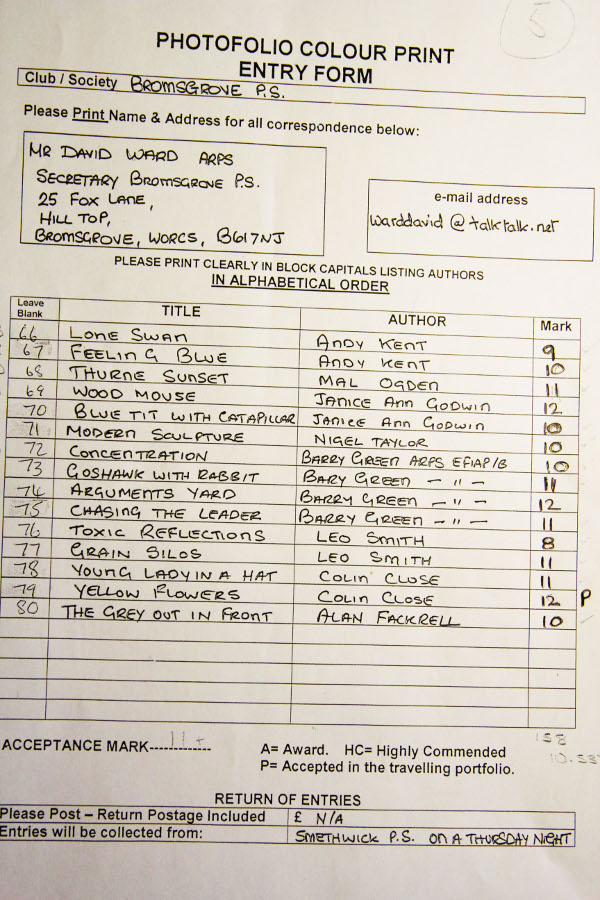 5
PHOTOFOLIO COLOUR PRINT
ENTRY FORM
Club / Society BROMSGROVE P.S.
Please Print Name & Address for all correspondence below:
MR DAVID WARD ARPS
SECRETARY BROMSGROVE P.S.
25 FOX LANE,
HILL TOP,
BROMSGROVE, WORCS, B617NJ
e-mail address
warddavid @ talktalk.net
PLEASE PRINT CLEARLY IN BLOCK CAPITALS LISTING AUTHORS
IN ALPHABETICAL ORDER
Leave Blank TITLE AUTHOR Mark
66 LONE SWAN ANDY KENT 9
67 FEELING BLUE ANDY KENT 10
68 THURNE SUNSET MAL OGDEN 11
69 WOOD MOUSE JANICE ANN GODWIN 12
70 BLUE TIT WITH CATAPILLAR JANICE ANN GODWIN 10
71 MODERN SCULPTURE NIGEL TAYLOR 10
72 CONCENTRATION BARRY GREEN ARPS EFIAP/B 10
73 GOSHAWK WITH RABBIT BARY GREEN - " - 11
74 ARGUMENTS YARD BARRY GREEN - " - 12
75 CHASING THE LEADER BARRY GREEN - " - 11
76 TOXIC REFLECTIONS LEO SMITH 8
77 GRAIN SILOS LEO SMITH 11
78 YOUNG LADY IN A HAT COLIN CLOSE 11
79 YELLOW FLOWERS COLIN CLOSE 12 P
80 THE GREY OUT IN FRONT ALAN FACKRELL 10
158
ACCEPTANCE MARK----11+----------
A= Award. HC= Highly Commended
P= Accepted in the travelling portfolio.
RETURN OF ENTRIES
Please Post – Return Postage Included £ N/A
Entries will be collected from: SMETHWICK P.S. ON A THURSDAY NIGHT